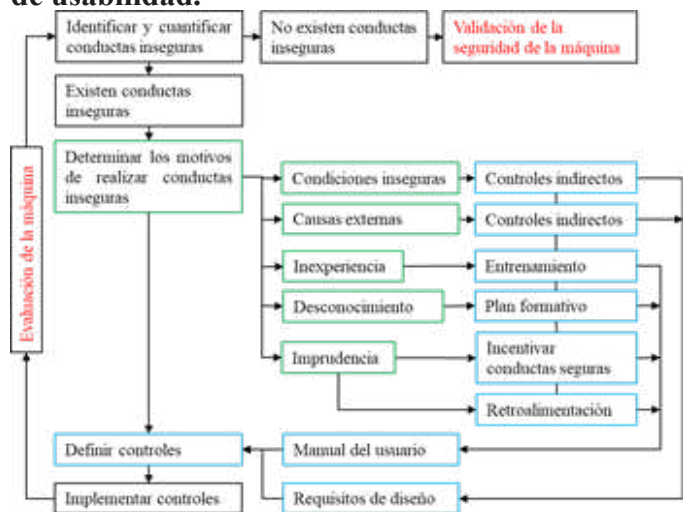 de usabilidad.
Identificar y cuantificar
conductas inseguras
No existen conductas
inseguras
Validación de la
seguridad de la máquina
Existen conductas
inseguras
Evaluación de la máquina
Determinar los motivos
de realizar conductas
inseguras
Condiciones inseguras
Controles indirectos
Causas externas
Controles indirectos
Inexperiencia
Entrenamiento
Desconocimiento
Plan formativo
Imprudencia
Incentivar
conductas seguras
Retroalimentación
Definir controles
Manual del usuario
Implementar controles
Requisitos de diseño